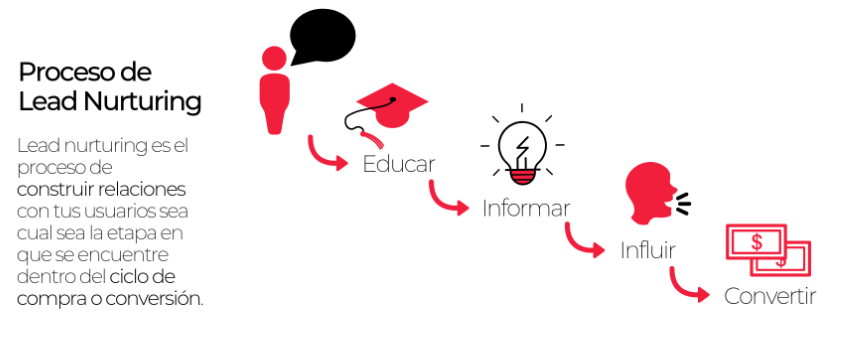 Proceso de
Lead Nurturing
Lead nurturing es el
proceso de
construir relaciones
con tus usuarios sea
cual sea la etapa en
que se encuentre
dentro del ciclo de
compra o conversión.
Educar
Informar
Influir
$
$
Convertir